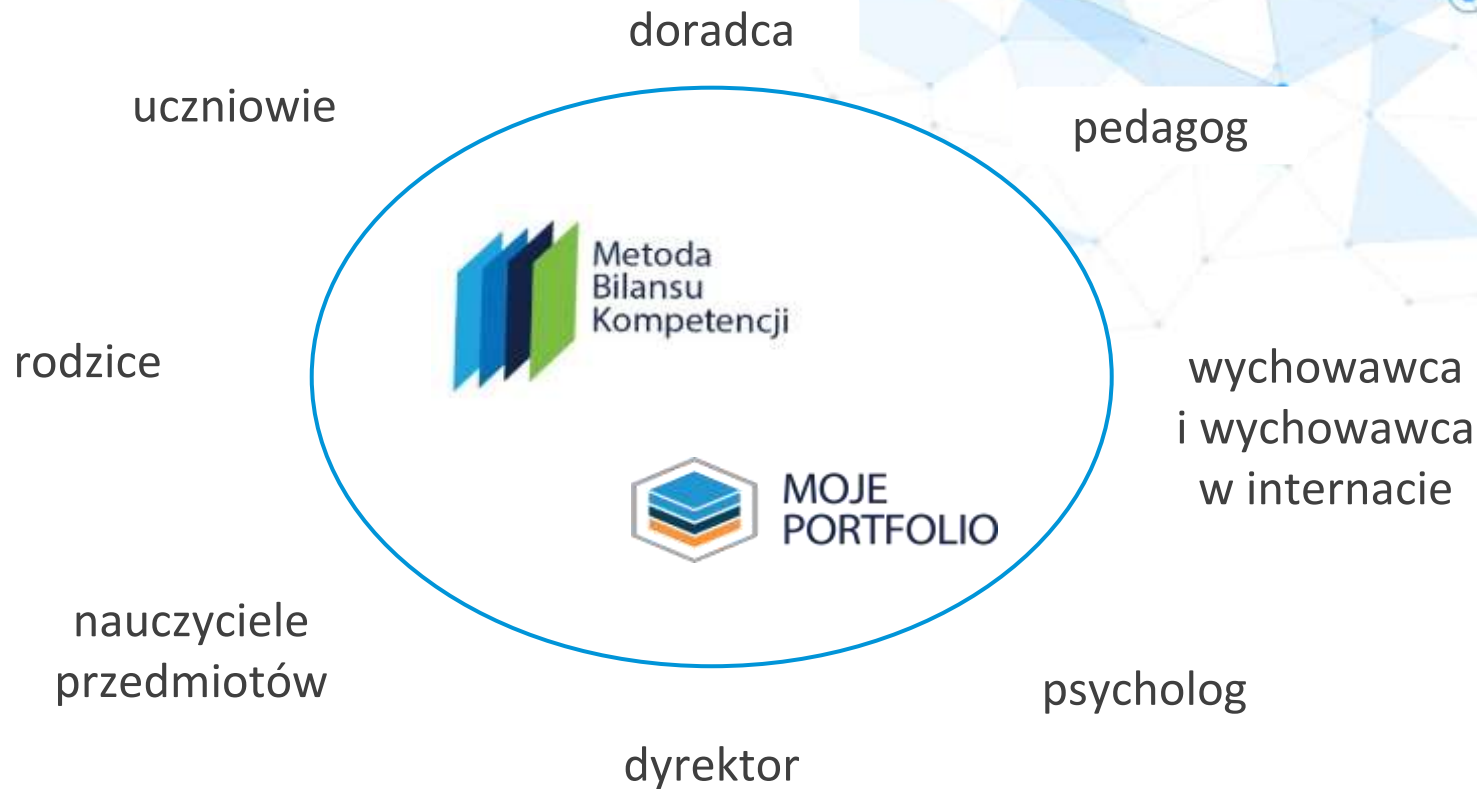 doradca
uczniowie
pedagog
Metoda
Bilansu
Kompetencji
rodzice
wychowawca
i wychowawca
w internacie
MOJE
PORTFOLIO
nauczyciele
przedmiotów
psycholog
dyrektor